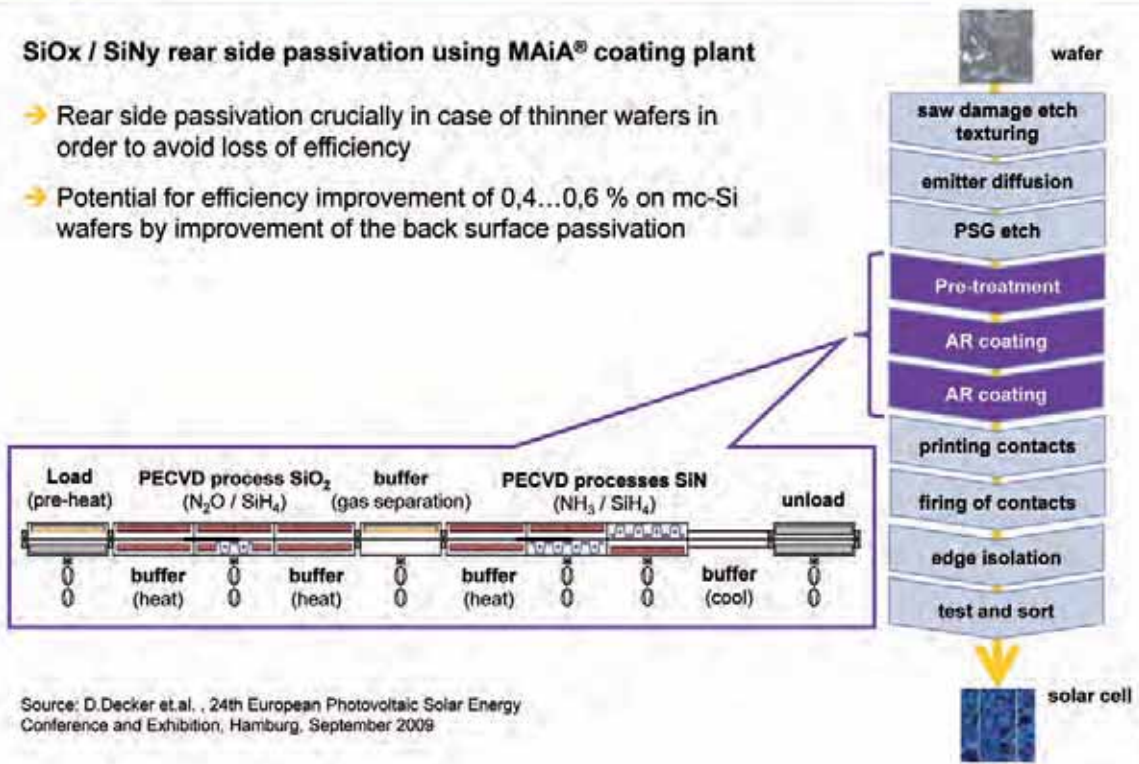 SiOx / SiNy rear side passivation using MAiA® coating plant
Rear side passivation crucially in case of thinner wafers in
order to avoid loss of efficiency
Potential for efficiency improvement of 0,4…0,6 % on mc-Si
wafers by improvement of the back surface passivation
wafer
saw damage etch
texturing
emitter diffusion
PSG etch
Pre-treatment
AR coating
AR coating
printing contacts
firing of contacts
edge isolation
test and sort
solar cell
Load
(pre-heat)
PECVD process SiO₂
(N₂O / SiH₄)
buffer
(gas separation)
PECVD processes SiN
(NH₃ / SiH₄)
unload
buffer
(heat)
buffer
(heat)
buffer
(heat)
buffer
(cool)
Source: D.Decker et.al. , 24th European Photovoltaic Solar Energy
Conference and Exhibition, Hamburg, September 2009